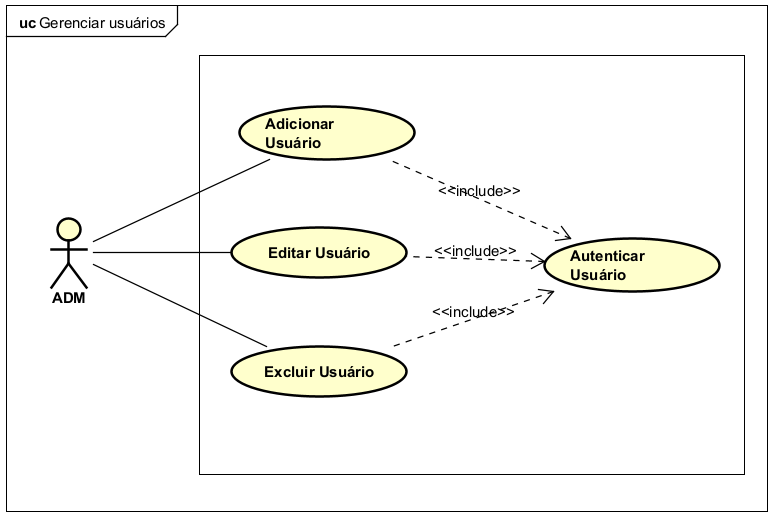 uc Gerenciar usuários
Adicionar
Usuário
<<include>>
Editar Usuário
<<include>>
Autenticar
Usuário
ADM
<<include>>
Excluir Usuário